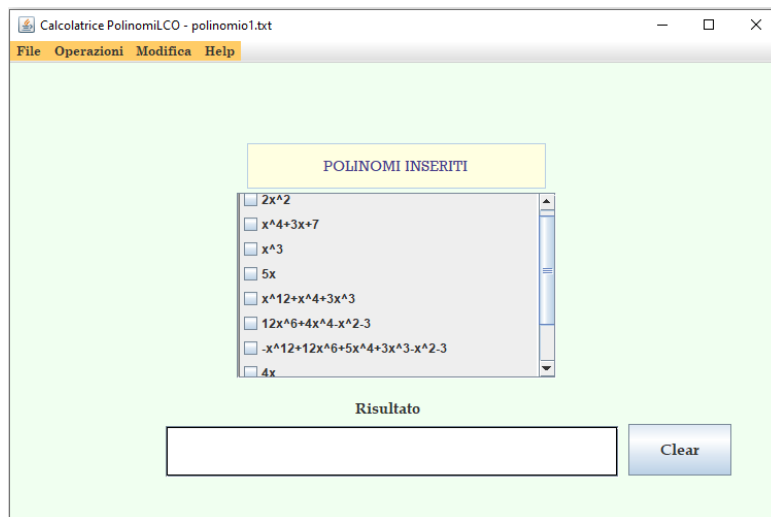 Calcolatrice PolinomiLCO - polinomio1.txt
File Operazioni Modifica Help
POLINOMI INSERITI
2x^2
x^4+3x+7
x^3
5x
x^12+x^4+3x^3
12x^6+4x^4-x^2-3
-x^12+12x^6+5x^4+3x^3-x^2-3
4x
Risultato
Clear